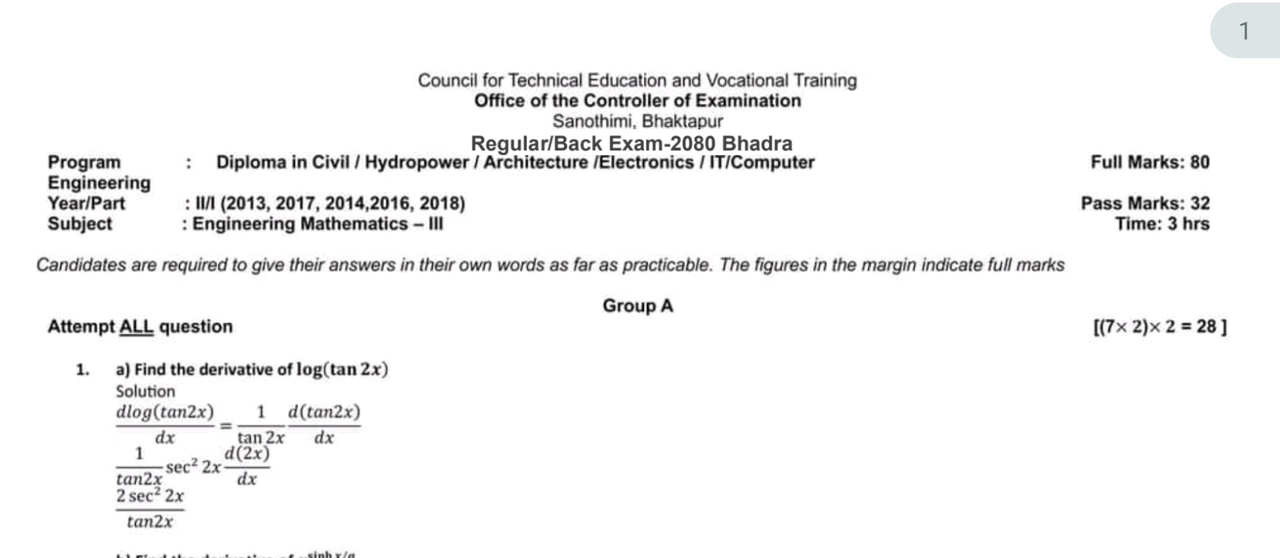 1
Council for Technical Education and Vocational Training
Office of the Controller of Examination
Sanothimi, Bhaktapur
Regular/Back Exam-2080 Bhadra
Program : Diploma in Civil / Hydropower / Architecture /Electronics / IT/Computer Full Marks: 80
Engineering
Year/Part : II/I (2013, 2017, 2014,2016, 2018) Pass Marks: 32
Subject : Engineering Mathematics – III Time: 3 hrs
Candidates are required to give their answers in their own words as far as practicable. The figures in the margin indicate full marks
Group A
Attempt ALL question [(7× 2)× 2 = 28 ]
1. a) Find the derivative of log(tan 2x)
Solution
dlog(tan2x)/dx = 1/tan 2x d(tan2x)/dx
1/tan2x sec² 2x d(2x)/dx
2 sec² 2x/tan2x